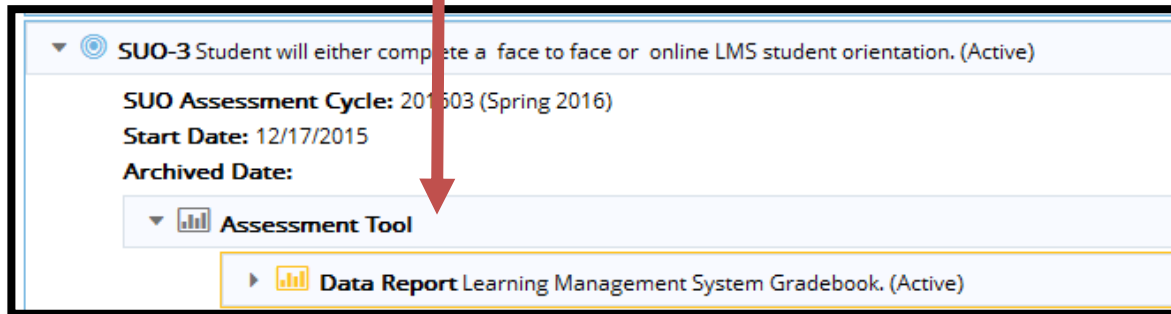 SUO-3 Student will either complete a face to face or online LMS student orientation. (Active)
SUO Assessment Cycle: 201603 (Spring 2016)
Start Date: 12/17/2015
Archived Date:
Assessment Tool
Data Report Learning Management System Gradebook. (Active)